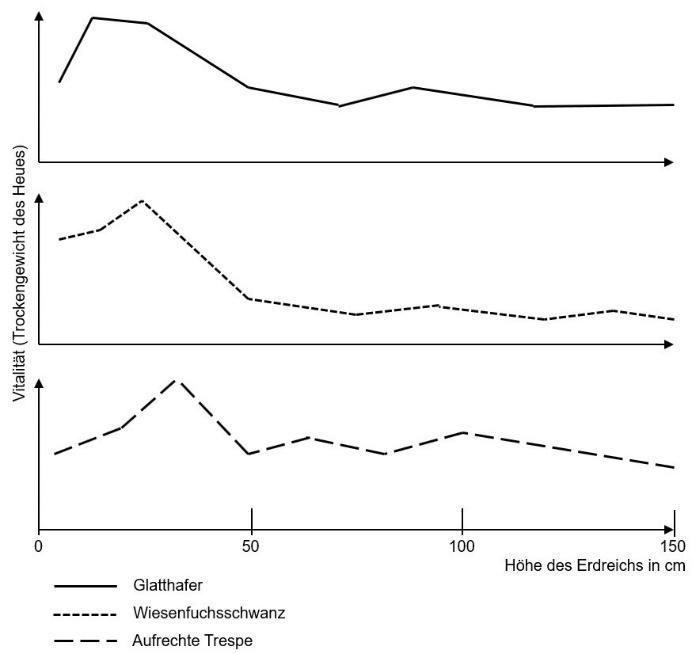 Vitalität (Trockengewicht des Heues)
0
50
100
150
Höhe des Erdreichs in cm
Glatthafer
Wiesenfuchsschwanz
Aufrechte Trespe